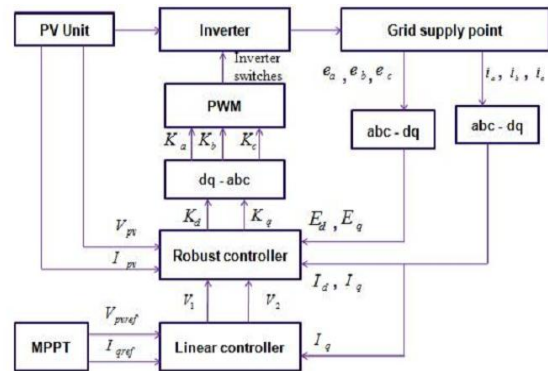 PV Unit
Inverter
Grid supply point
Inverter
switches
e_a , e_b , e_c
i_a , i_b , i_c
PWM
abc - dq
abc - dq
K_a K_b K_c
dq - abc
K_d K_q
E_d , E_q
V_pv
I_pv
Robust controller
I_d , I_q
V_1 V_2
V_pvref
MPPT
I_qref
Linear controller
I_q